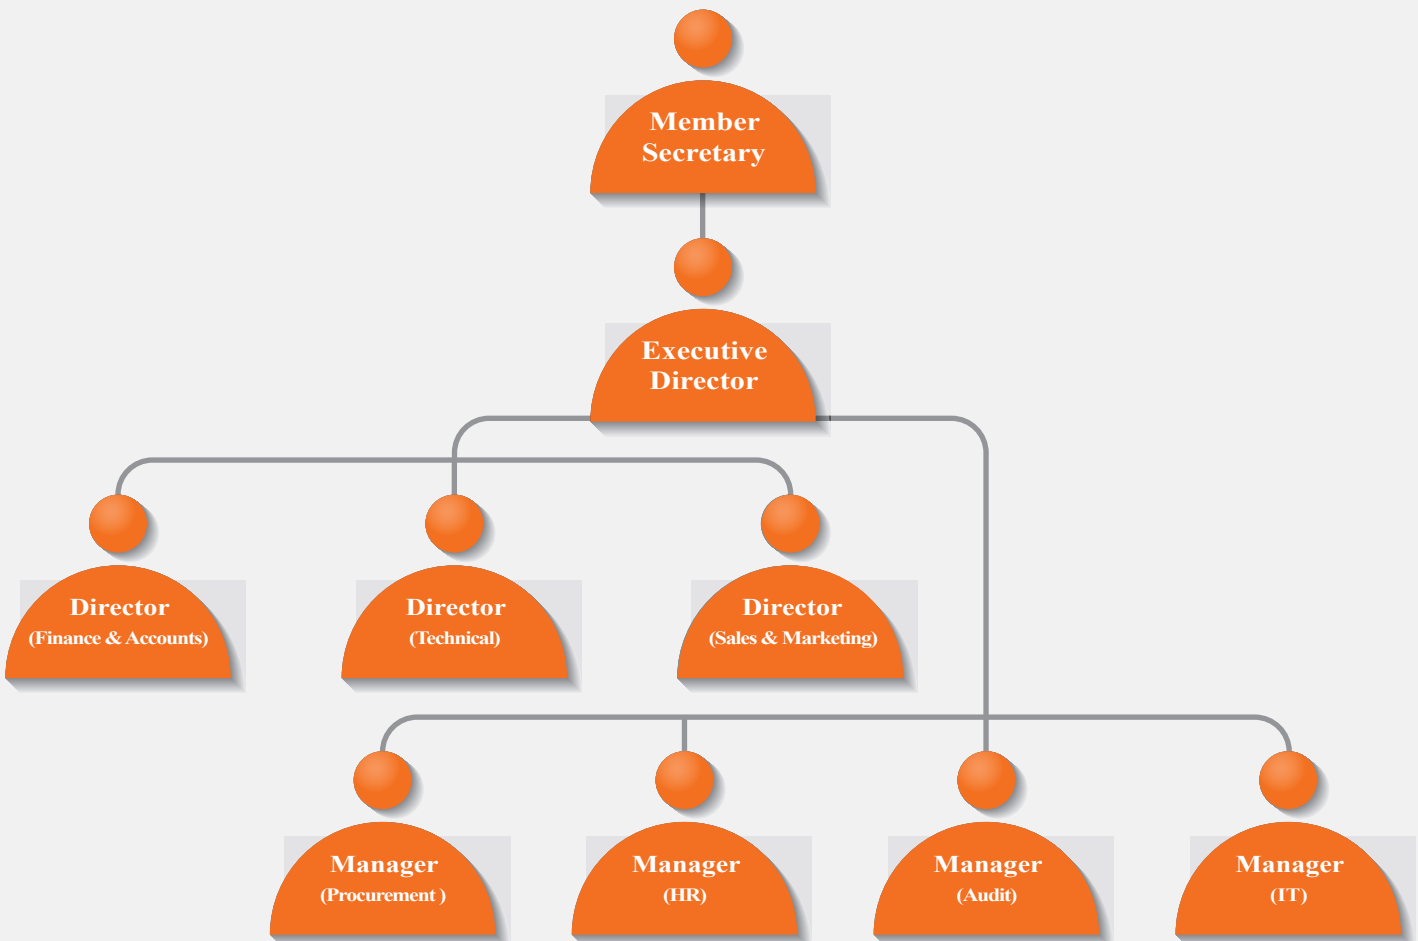 Member
Secretary
Executive
Director
Director
(Finance & Accounts)
Director
(Technical)
Director
(Sales & Marketing)
Manager
(Procurement )
Manager
(HR)
Manager
(Audit)
Manager
(IT)